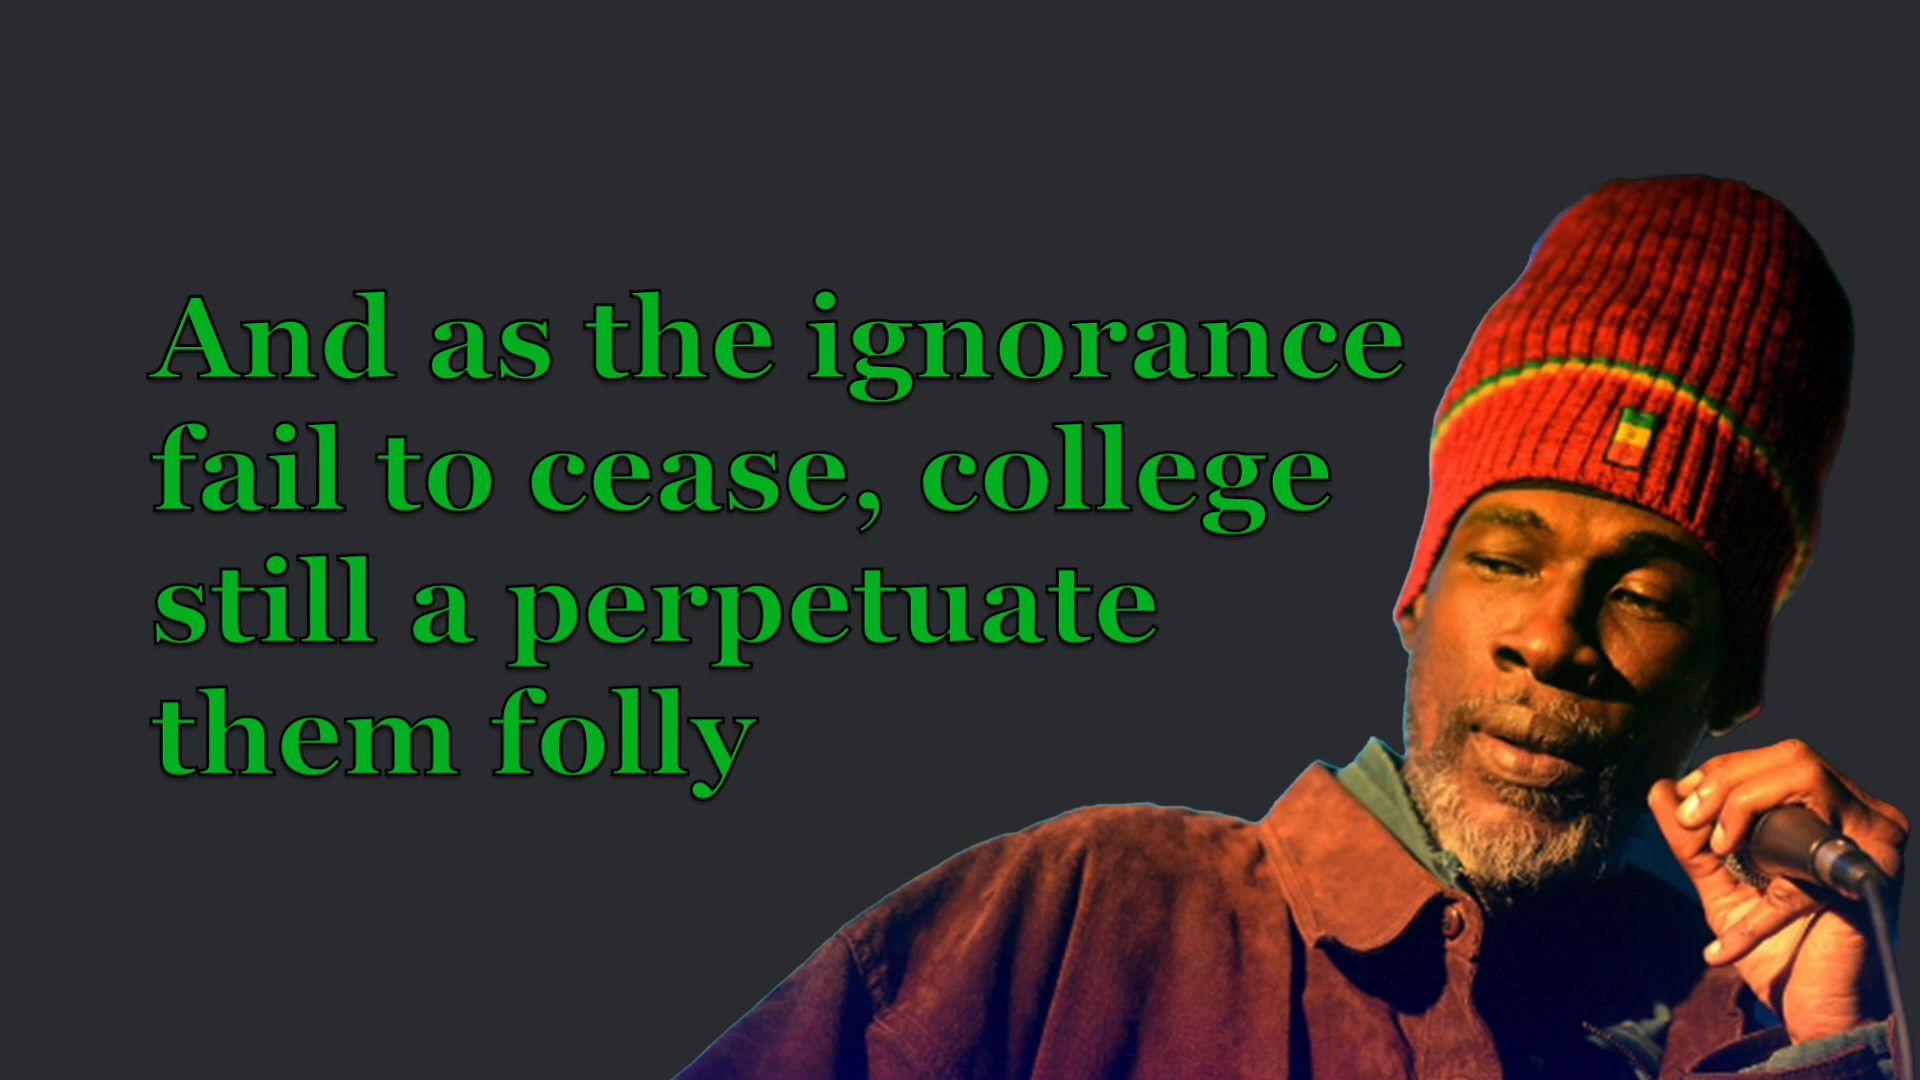 And as the ignorance
fail to cease, college
still a perpetuate
them folly